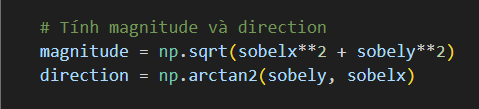 # Tính magnitude và direction
magnitude = np.sqrt(sobelx**2 + sobely**2)
direction = np.arctan2(sobely, sobelx)